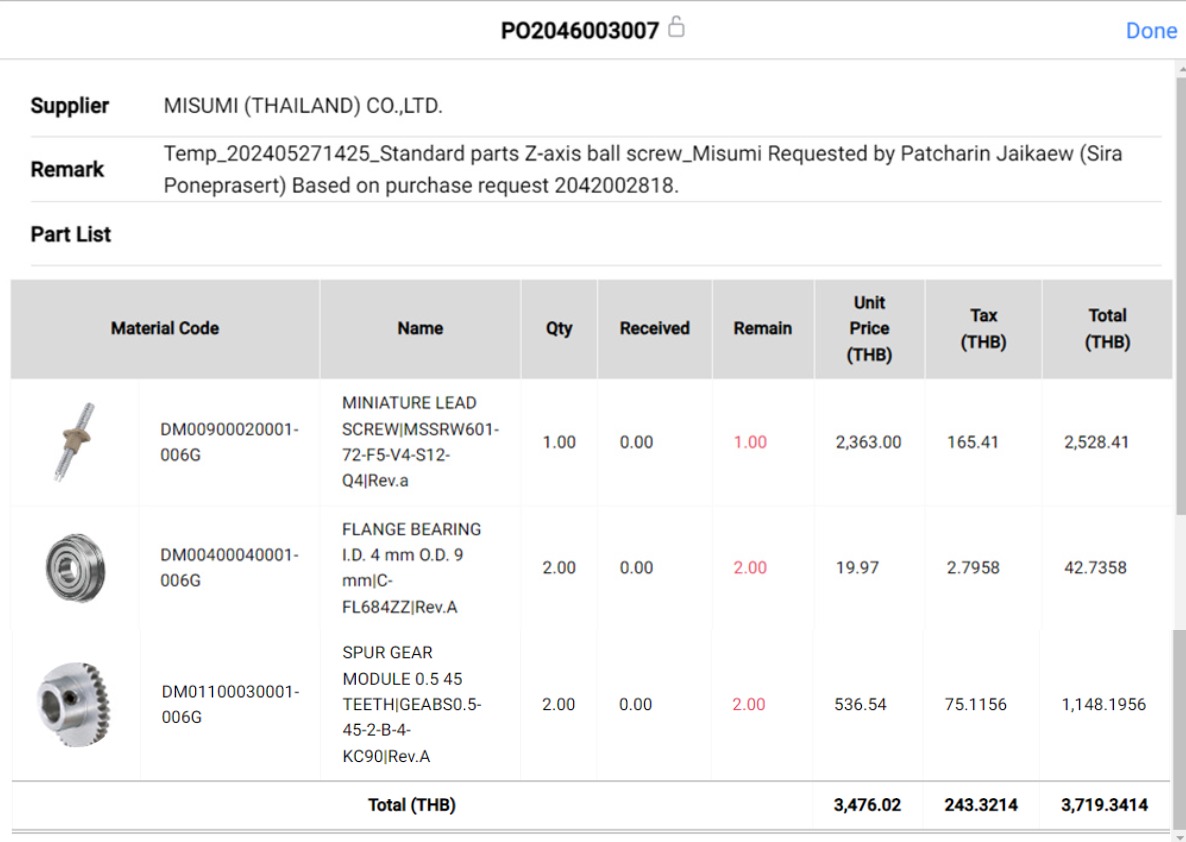 PO2046003007
Done
Supplier
MISUMI (THAILAND) CO.,LTD.
Remark
Temp_202405271425_Standard parts Z-axis ball screw_Misumi Requested by Patcharin Jaikaew (Sira
Poneprasert) Based on purchase request 2042002818.
Part List
Material Code
Name
Qty
Received
Remain
Unit
Price
(THB)
Tax
(THB)
Total
(THB)
DM00900020001-
006G
MINIATURE LEAD
SCREW|MSSRW601-
72-F5-V4-S12-
Q4|Rev.a
1.00
0.00
1.00
2,363.00
165.41
2,528.41
DM00400040001-
006G
FLANGE BEARING
I.D. 4 mm O.D. 9
mm|C-
FL684ZZ|Rev.A
2.00
0.00
2.00
19.97
2.7958
42.7358
DM01100030001-
006G
SPUR GEAR
MODULE 0.5 45
TEETH|GEABS0.5-
45-2-B-4-
KC90|Rev.A
2.00
0.00
2.00
536.54
75.1156
1,148.1956
Total (THB)
3,476.02
243.3214
3,719.3414